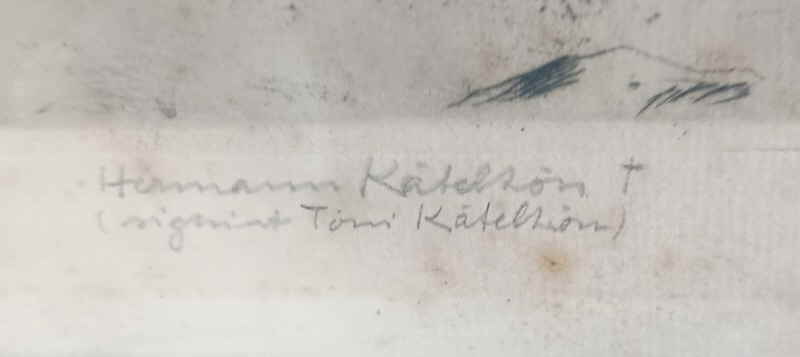 Hermann Kätelhön †
(signiert Toni Kätelhön)